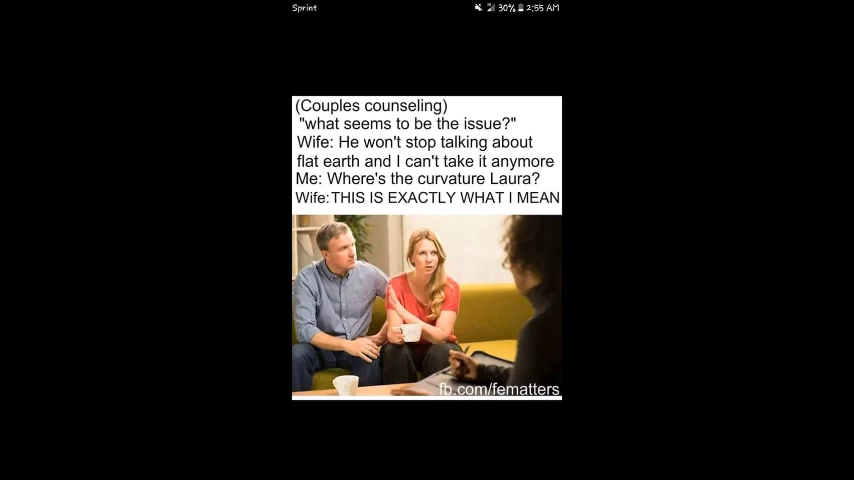 Sprint
30% 2:55 AM
(Couples counseling)
"what seems to be the issue?"
Wife: He won't stop talking about
flat earth and I can't take it anymore
Me: Where's the curvature Laura?
Wife: THIS IS EXACTLY WHAT I MEAN
fb.com/fematters